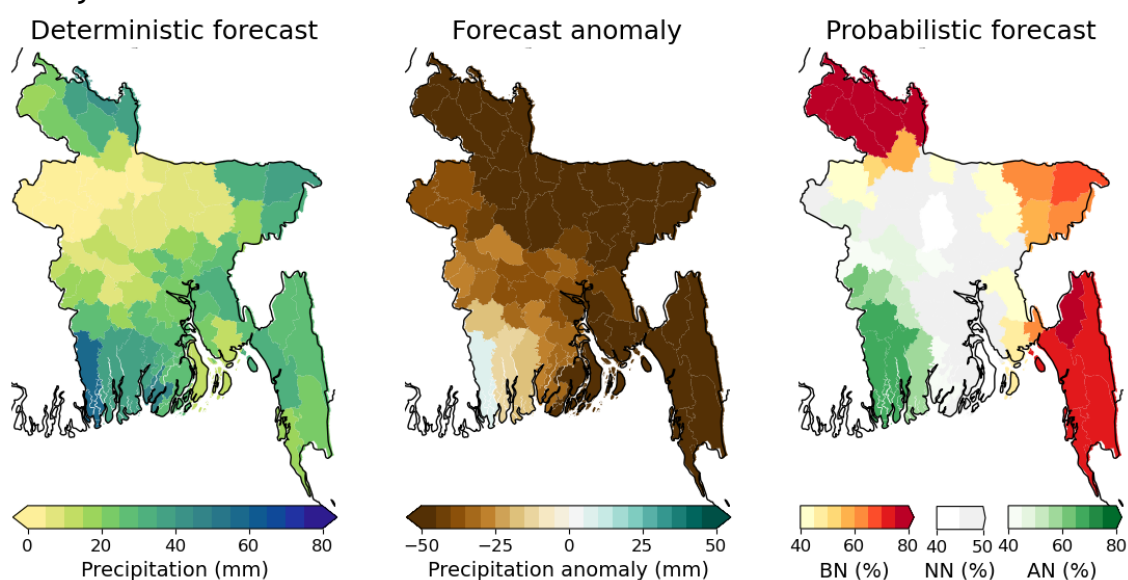 Deterministic forecast
Forecast anomaly
Probabilistic forecast
0 20 40 60 80
Precipitation (mm)
−50 −25 0 25 50
Precipitation anomaly (mm)
40 60 80
BN (%)
40 50
NN (%)
40 60 80
AN (%)